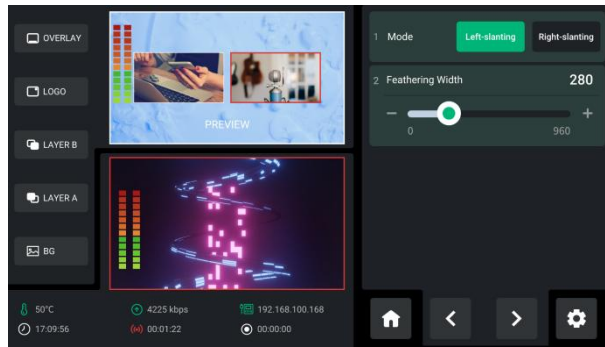 OVERLAY
LOGO
LAYER B
LAYER A
BG
PREVIEW
50°C
4225 kbps
192.168.100.168
17:09:56
00:01:22
00:00:00
1 Mode
Left-slanting
Right-slanting
2 Feathering Width
280
− +
0
960